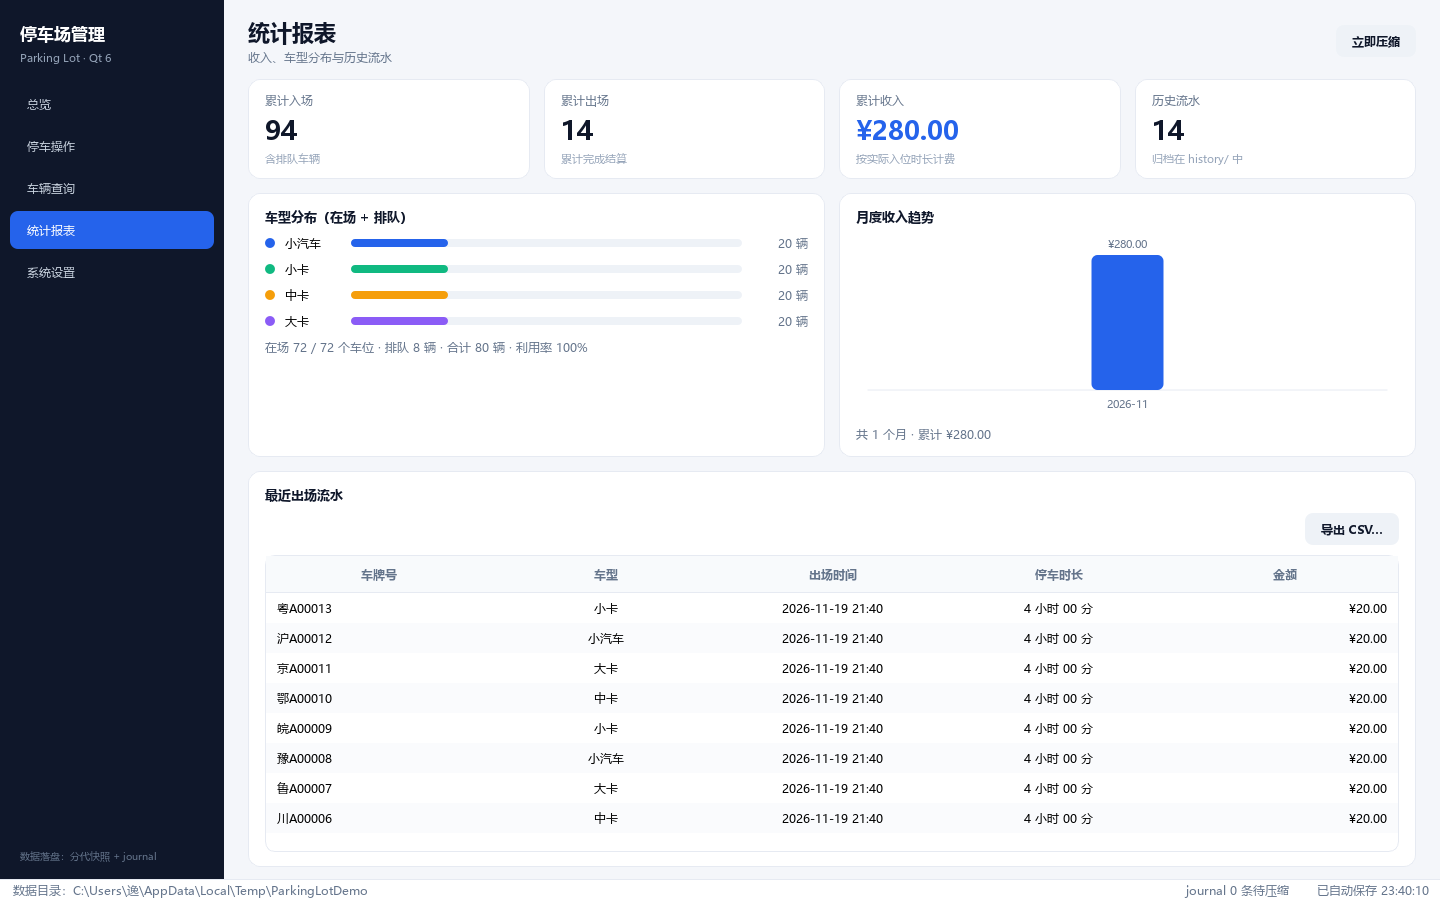 停车场管理
Parking Lot · Qt 6
总览
停车操作
车辆查询
统计报表
系统设置
数据落盘：分代快照 + journal
统计报表
收入、车型分布与历史流水
立即压缩
累计入场
94
含排队车辆
累计出场
14
累计完成结算
累计收入
¥280.00
按实际入位时长计费
历史流水
14
归档在 history/ 中
车型分布（在场 + 排队）
小汽车 20 辆
小卡 20 辆
中卡 20 辆
大卡 20 辆
在场 72 / 72 个车位 · 排队 8 辆 · 合计 80 辆 · 利用率 100%
月度收入趋势
¥280.00
2026-11
共 1 个月 · 累计 ¥280.00
最近出场流水
导出 CSV...
车牌号 车型 出场时间 停车时长 金额
粤A00013 小卡 2026-11-19 21:40 4 小时 00 分 ¥20.00
沪A00012 小汽车 2026-11-19 21:40 4 小时 00 分 ¥20.00
京A00011 大卡 2026-11-19 21:40 4 小时 00 分 ¥20.00
鄂A00010 中卡 2026-11-19 21:40 4 小时 00 分 ¥20.00
皖A00009 小卡 2026-11-19 21:40 4 小时 00 分 ¥20.00
豫A00008 小汽车 2026-11-19 21:40 4 小时 00 分 ¥20.00
鲁A00007 大卡 2026-11-19 21:40 4 小时 00 分 ¥20.00
川A00006 中卡 2026-11-19 21:40 4 小时 00 分 ¥20.00
数据目录：C:\Users\逸\AppData\Local\Temp\ParkingLotDemo
journal 0 条待压缩
已自动保存 23:40:10